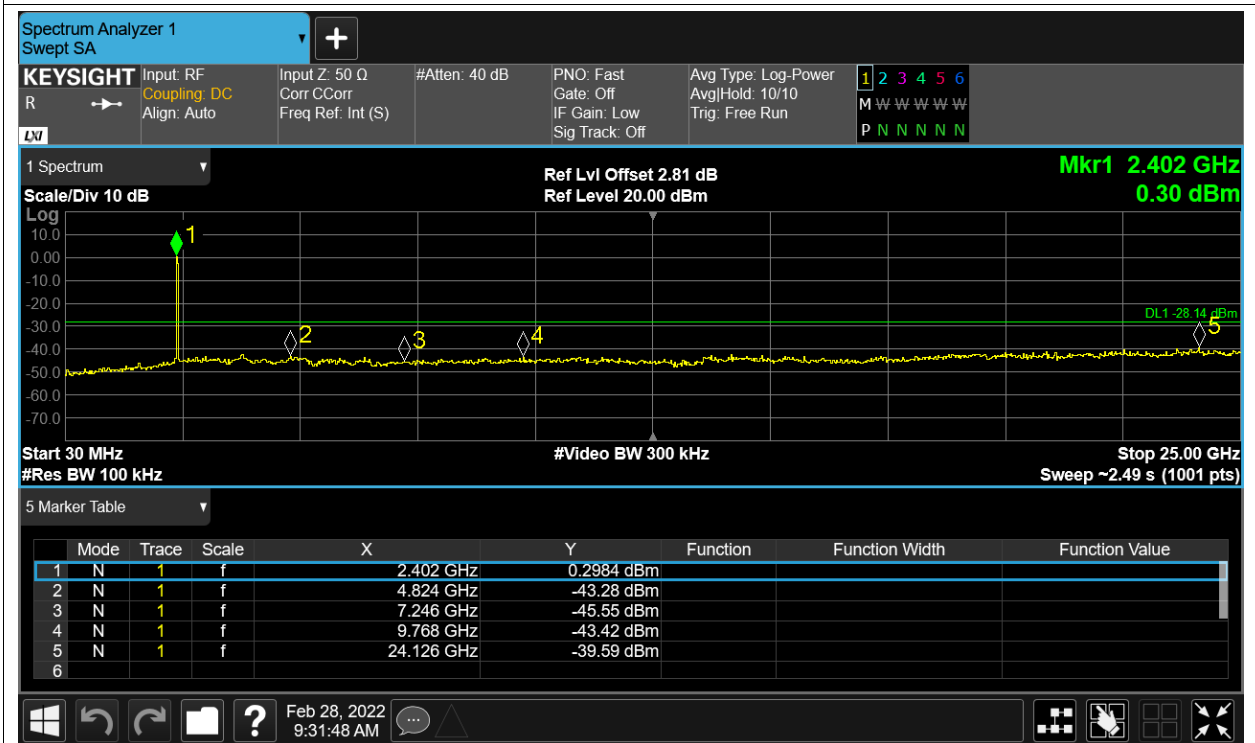 Spectrum Analyzer 1
Swept SA
KEYSIGHT Input: RF Input Z: 50 Ω #Atten: 40 dB PNO: Fast Avg Type: Log-Power 1 2 3 4 5 6
R Coupling: DC Corr CCorr Gate: Off Avg|Hold: 10/10 M W W W W W
Align: Auto Freq Ref: Int (S) IF Gain: Low Trig: Free Run
LXI Sig Track: Off P N N N N N
1 Spectrum Ref Lvl Offset 2.81 dB Mkr1 2.402 GHz
Scale/Div 10 dB Ref Level 20.00 dBm 0.30 dBm
Log
10.0 1
0.00
-10.0
-20.0
DL1 -28.14 dBm
-30.0 2 3 4 5
-40.0
-50.0
-60.0
-70.0
Start 30 MHz #Video BW 300 kHz Stop 25.00 GHz
#Res BW 100 kHz Sweep ~2.49 s (1001 pts)
5 Marker Table
Mode Trace Scale X Y Function Function Width Function Value
1 N 1 f 2.402 GHz 0.2984 dBm
2 N 1 f 4.824 GHz -43.28 dBm
3 N 1 f 7.246 GHz -45.55 dBm
4 N 1 f 9.768 GHz -43.42 dBm
5 N 1 f 24.126 GHz -39.59 dBm
6
? Feb 28, 2022
9:31:48 AM